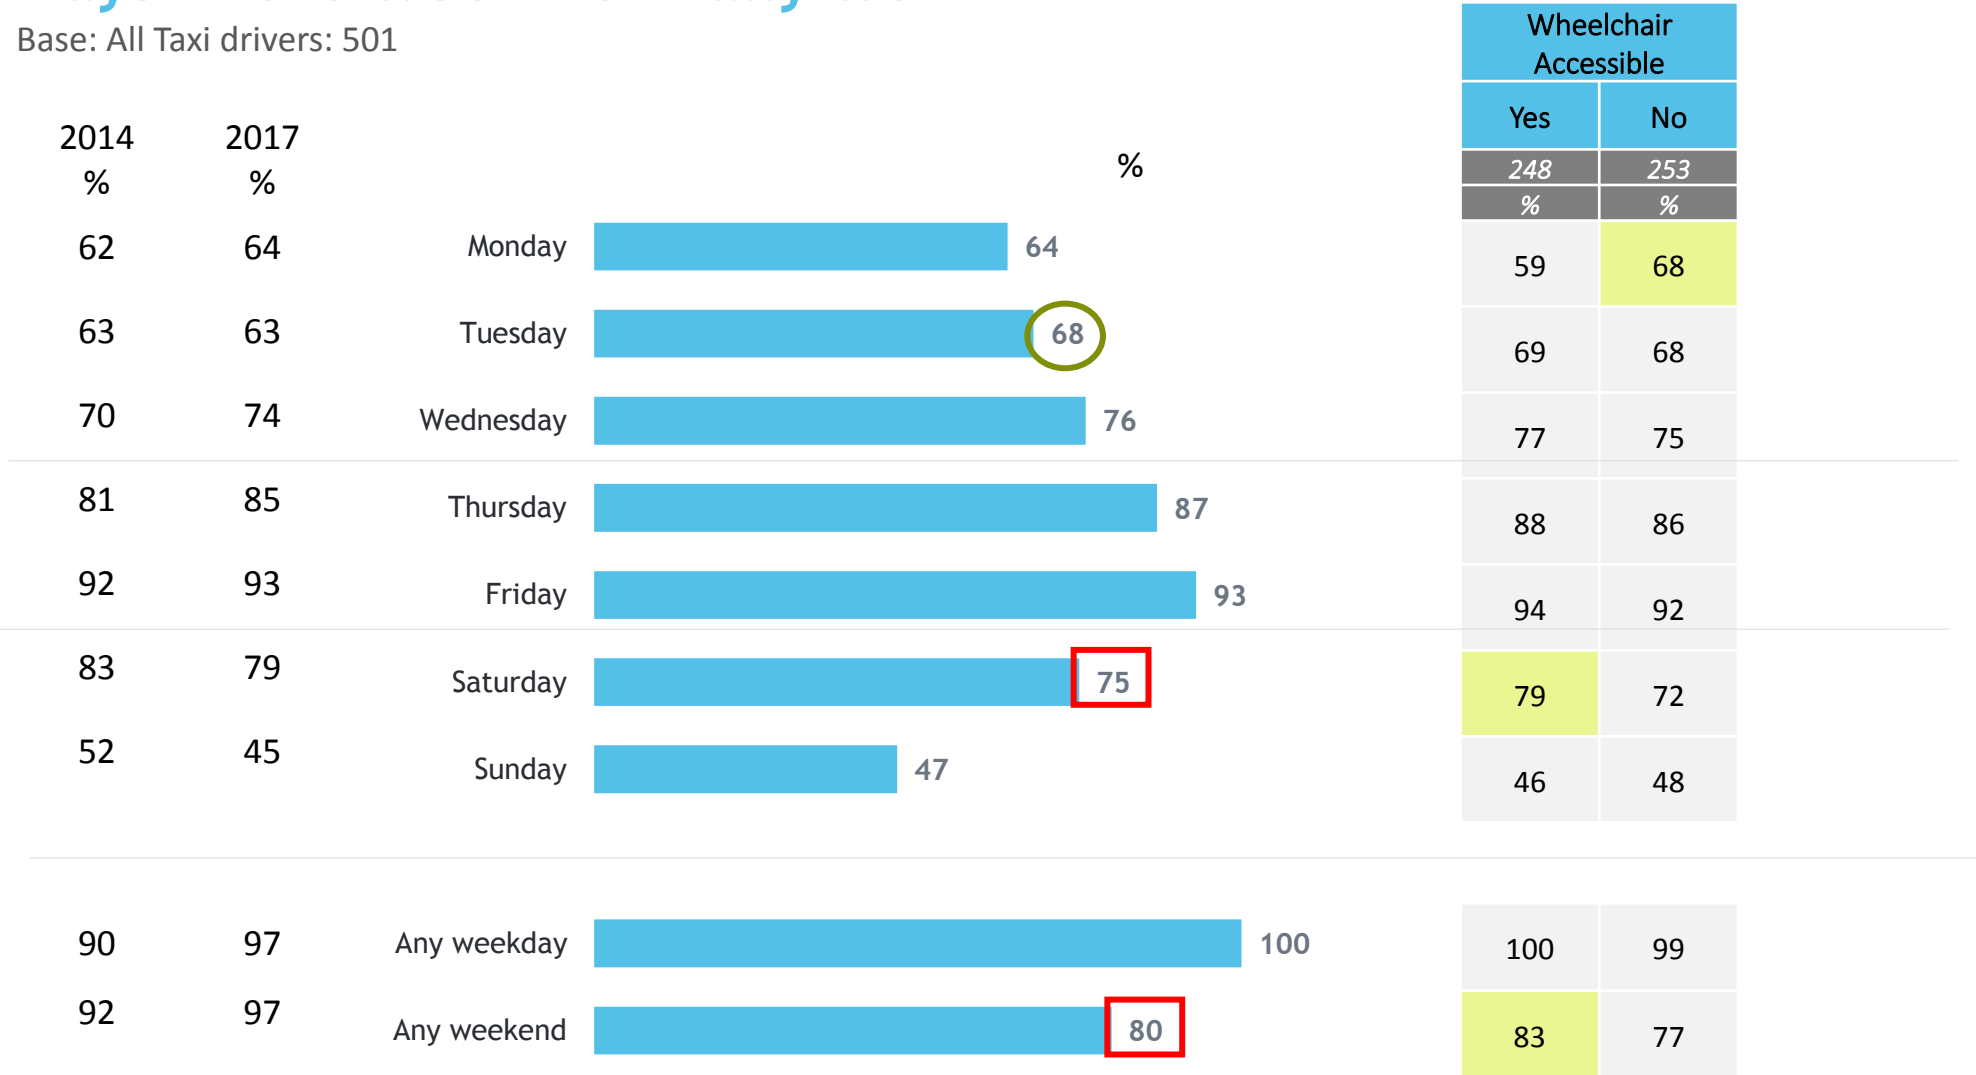 Base: All Taxi drivers: 501
Wheelchair
Accessible
Yes No
2014 2017
% % %
248 253
% %
62 64 Monday 64 59 68
63 63 Tuesday 68 69 68
70 74 Wednesday 76 77 75
81 85 Thursday 87 88 86
92 93 Friday 93 94 92
83 79 Saturday 75 79 72
52 45 Sunday 47 46 48
90 97 Any weekday 100 100 99
92 97 Any weekend 80 83 77